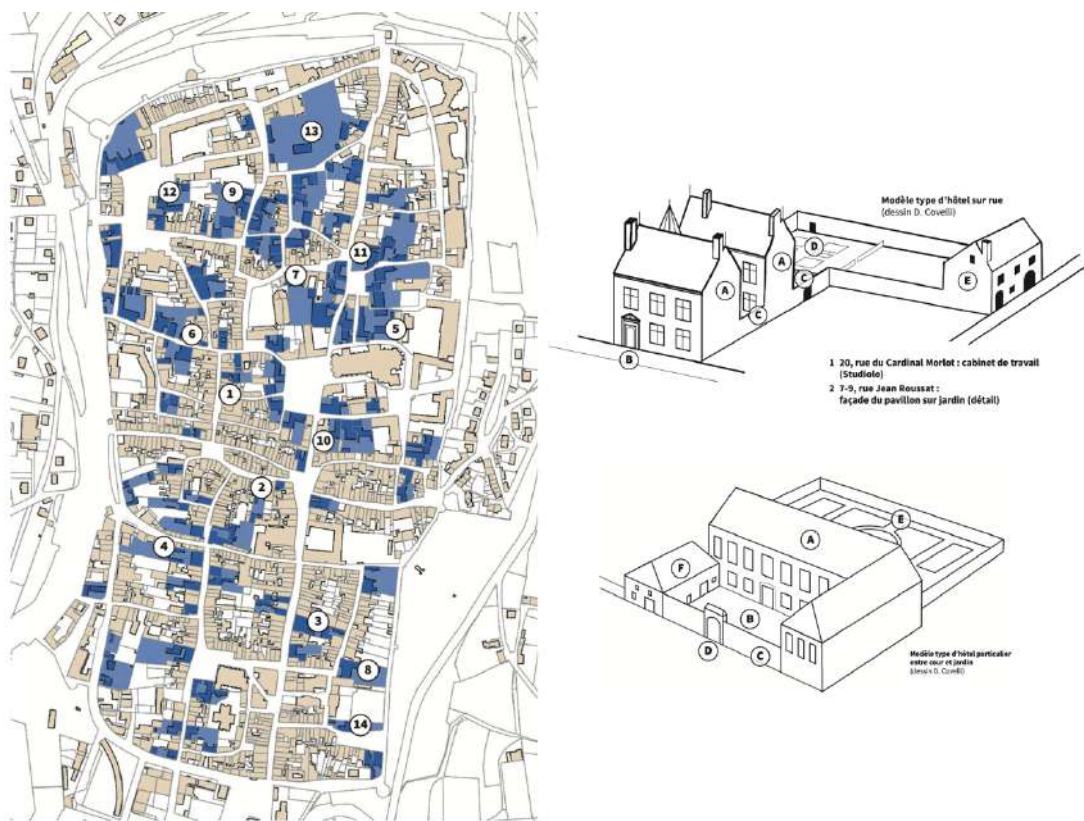 13
12
9
11
7
5
6
1
10
2
4
3
8
14
Modèle type d'hôtel sur rue
(dessin D. Covelli)
D
A
C
E
A
C
B
1 20, rue du Cardinal Morlot : cabinet de travail
(Studiolo)
2 7-9, rue Jean Roussat :
façade du pavillon sur jardin (détail)
E
A
F
B
D
C
Modèle type d'hôtel particulier
entre cour et jardin
(dessin D. Covelli)